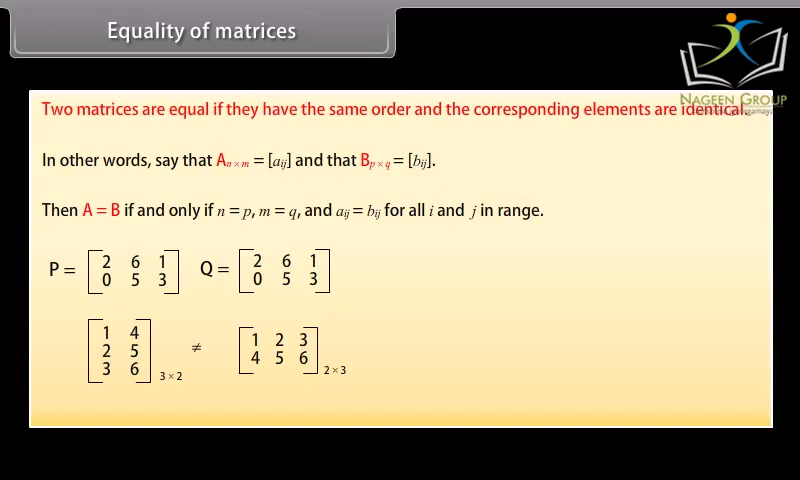 Equality of matrices
NAGEEN GROUP
Two matrices are equal if they have the same order and the corresponding elements are identical.
In other words, say that Aₙ ₓ ₘ = [aij] and that Bp × q = [bij].
Then A = B if and only if n = p, m = q, and aij = bij for all i and j in range.
P = [2 6 1 Q = [2 6 1
0 5 3] 0 5 3]
[1 4
2 5
3 6] 3 × 2 ≠ [1 2 3
4 5 6] 2 × 3